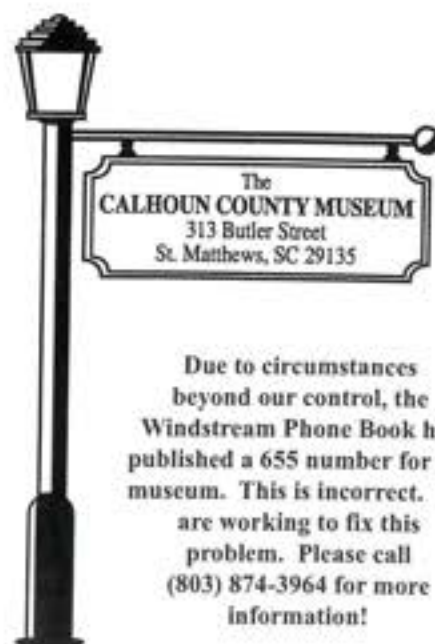 The
CALHOUN COUNTY MUSEUM
313 Butler Street
St. Matthews, SC 29135
Due to circumstances
beyond our control, the
Windstream Phone Book
published a 655 number for
museum. This is incorrect.
are working to fix this
problem. Please call
(803) 874-3964 for more
information!